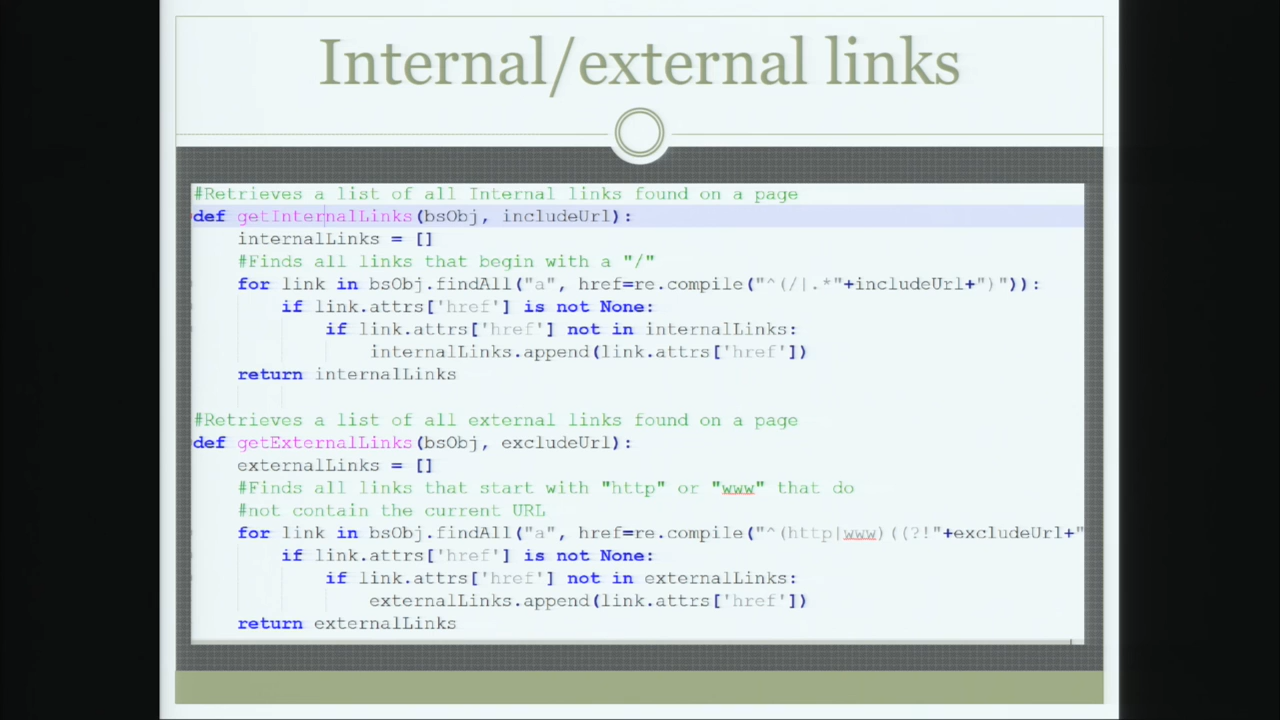 Internal/external links
#Retrieves a list of all Internal links found on a page
def getInternalLinks(bsObj, includeUrl):
internalLinks = []
#Finds all links that begin with a "/"
for link in bsObj.findAll("a", href=re.compile("^(/|.*"+includeUrl+")")):
if link.attrs['href'] is not None:
if link.attrs['href'] not in internalLinks:
internalLinks.append(link.attrs['href'])
return internalLinks
#Retrieves a list of all external links found on a page
def getExternalLinks(bsObj, excludeUrl):
externalLinks = []
#Finds all links that start with "http" or "www" that do
#not contain the current URL
for link in bsObj.findAll("a", href=re.compile("^(http|www)((?!"+excludeUrl+"
if link.attrs['href'] is not None:
if link.attrs['href'] not in externalLinks:
externalLinks.append(link.attrs['href'])
return externalLinks